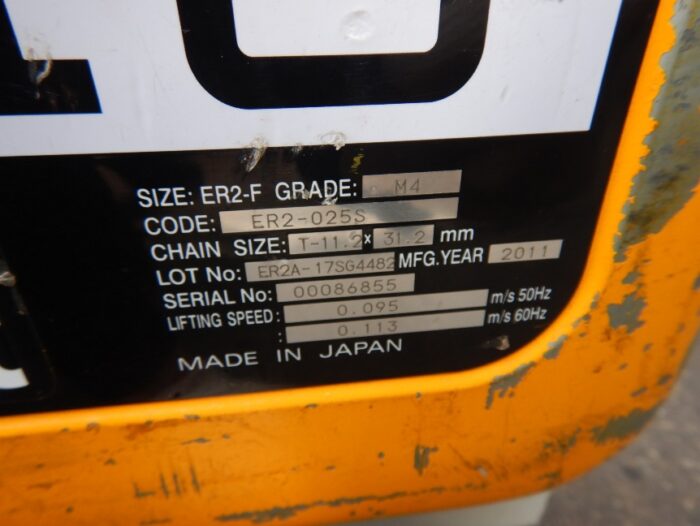 SIZE: ER2-F GRADE: M4
CODE: ER2-025S
CHAIN SIZE: T-11.2 x 31.2 mm
LOT No: ER2A-17SG4482 MFG.YEAR 2011
SERIAL No: 00086855
LIFTING SPEED: 0.095 m/s 50Hz
: 0.113 m/s 60Hz
MADE IN JAPAN